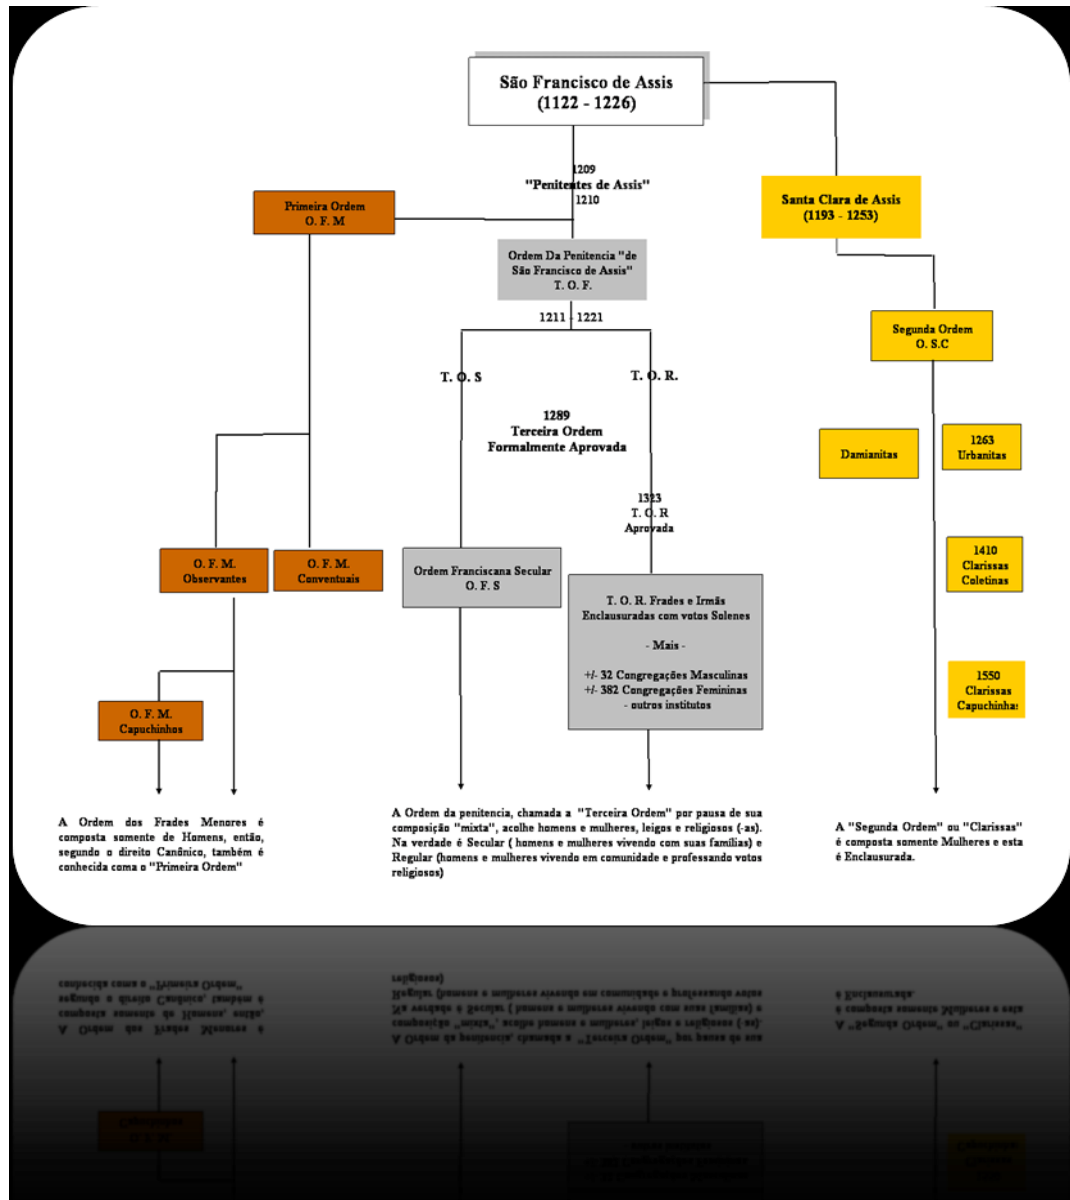 São Francisco de Assis
(1122 - 1226)
1209
"Penitentes de Assis"
1210
Primeira Ordem
O. F. M
Santa Clara de Assis
(1193 - 1253)
Ordem Da Penitencia "de
São Francisco de Assis"
T. O. F.
1211 - 1221
Segunda Ordem
O. S.C
T. O. S
T. O. R.
1289
Terceira Ordem
Formalmente Aprovada
Damianitas
1263
Urbanitas
1323
T. O. R
Aprovada
O. F. M.
Observantes
O. F. M.
Conventuais
Ordem Franciscana Secular
O. F. S
1410
Clarissas
Coletinas
T. O. R. Frades e Irmãs
Enclausuradas com votos Solenes
- Mais -
+/- 32 Congregações Masculinas
+/- 382 Congregações Femininas
- outros institutos
1550
Clarissas
Capuchinhas
O. F. M.
Capuchinhos
A Ordem dos Frades Menores é
composta somente de Homens, então,
segundo o direito Canônico, também é
conhecida como o "Primeira Ordem"
A Ordem da penitencia, chamada a "Terceira Ordem" por pausa de sua
composição "mixta", acolhe homens e mulheres, leigos e religiosos (-as).
Na verdade é Secular ( homens e mulheres vivendo com suas famílias) e
Regular (homens e mulheres vivendo em comunidade e professando votos
religiosos)
A "Segunda Ordem" ou "Clarissas"
é composta somente Mulheres e esta
é Enclausurada.